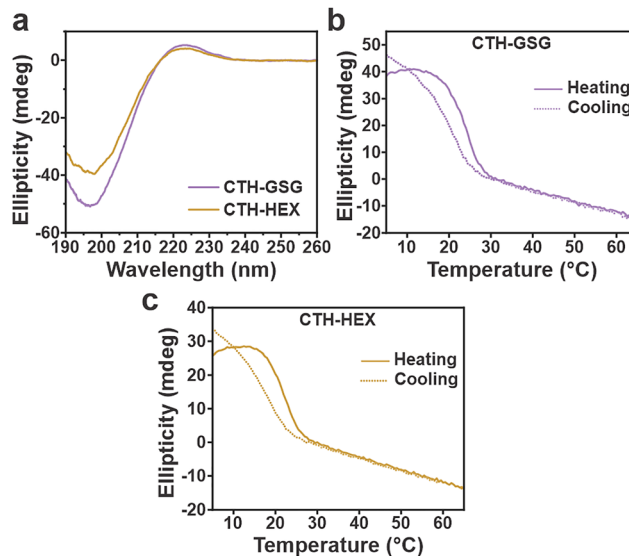 a
Ellipticity (mdeg)
0
-20
-40
-60
CTH-GSG
CTH-HEX
190 200 210 220 230 240 250 260
Wavelength (nm)
b
CTH-GSG
Ellipticity (mdeg)
50
40
30
20
10
0
-10
-20
Heating
Cooling
10 20 30 40 50 60
Temperature (°C)
c
CTH-HEX
Ellipticity (mdeg)
40
30
20
10
0
-10
-20
Heating
Cooling
10 20 30 40 50 60
Temperature (°C)